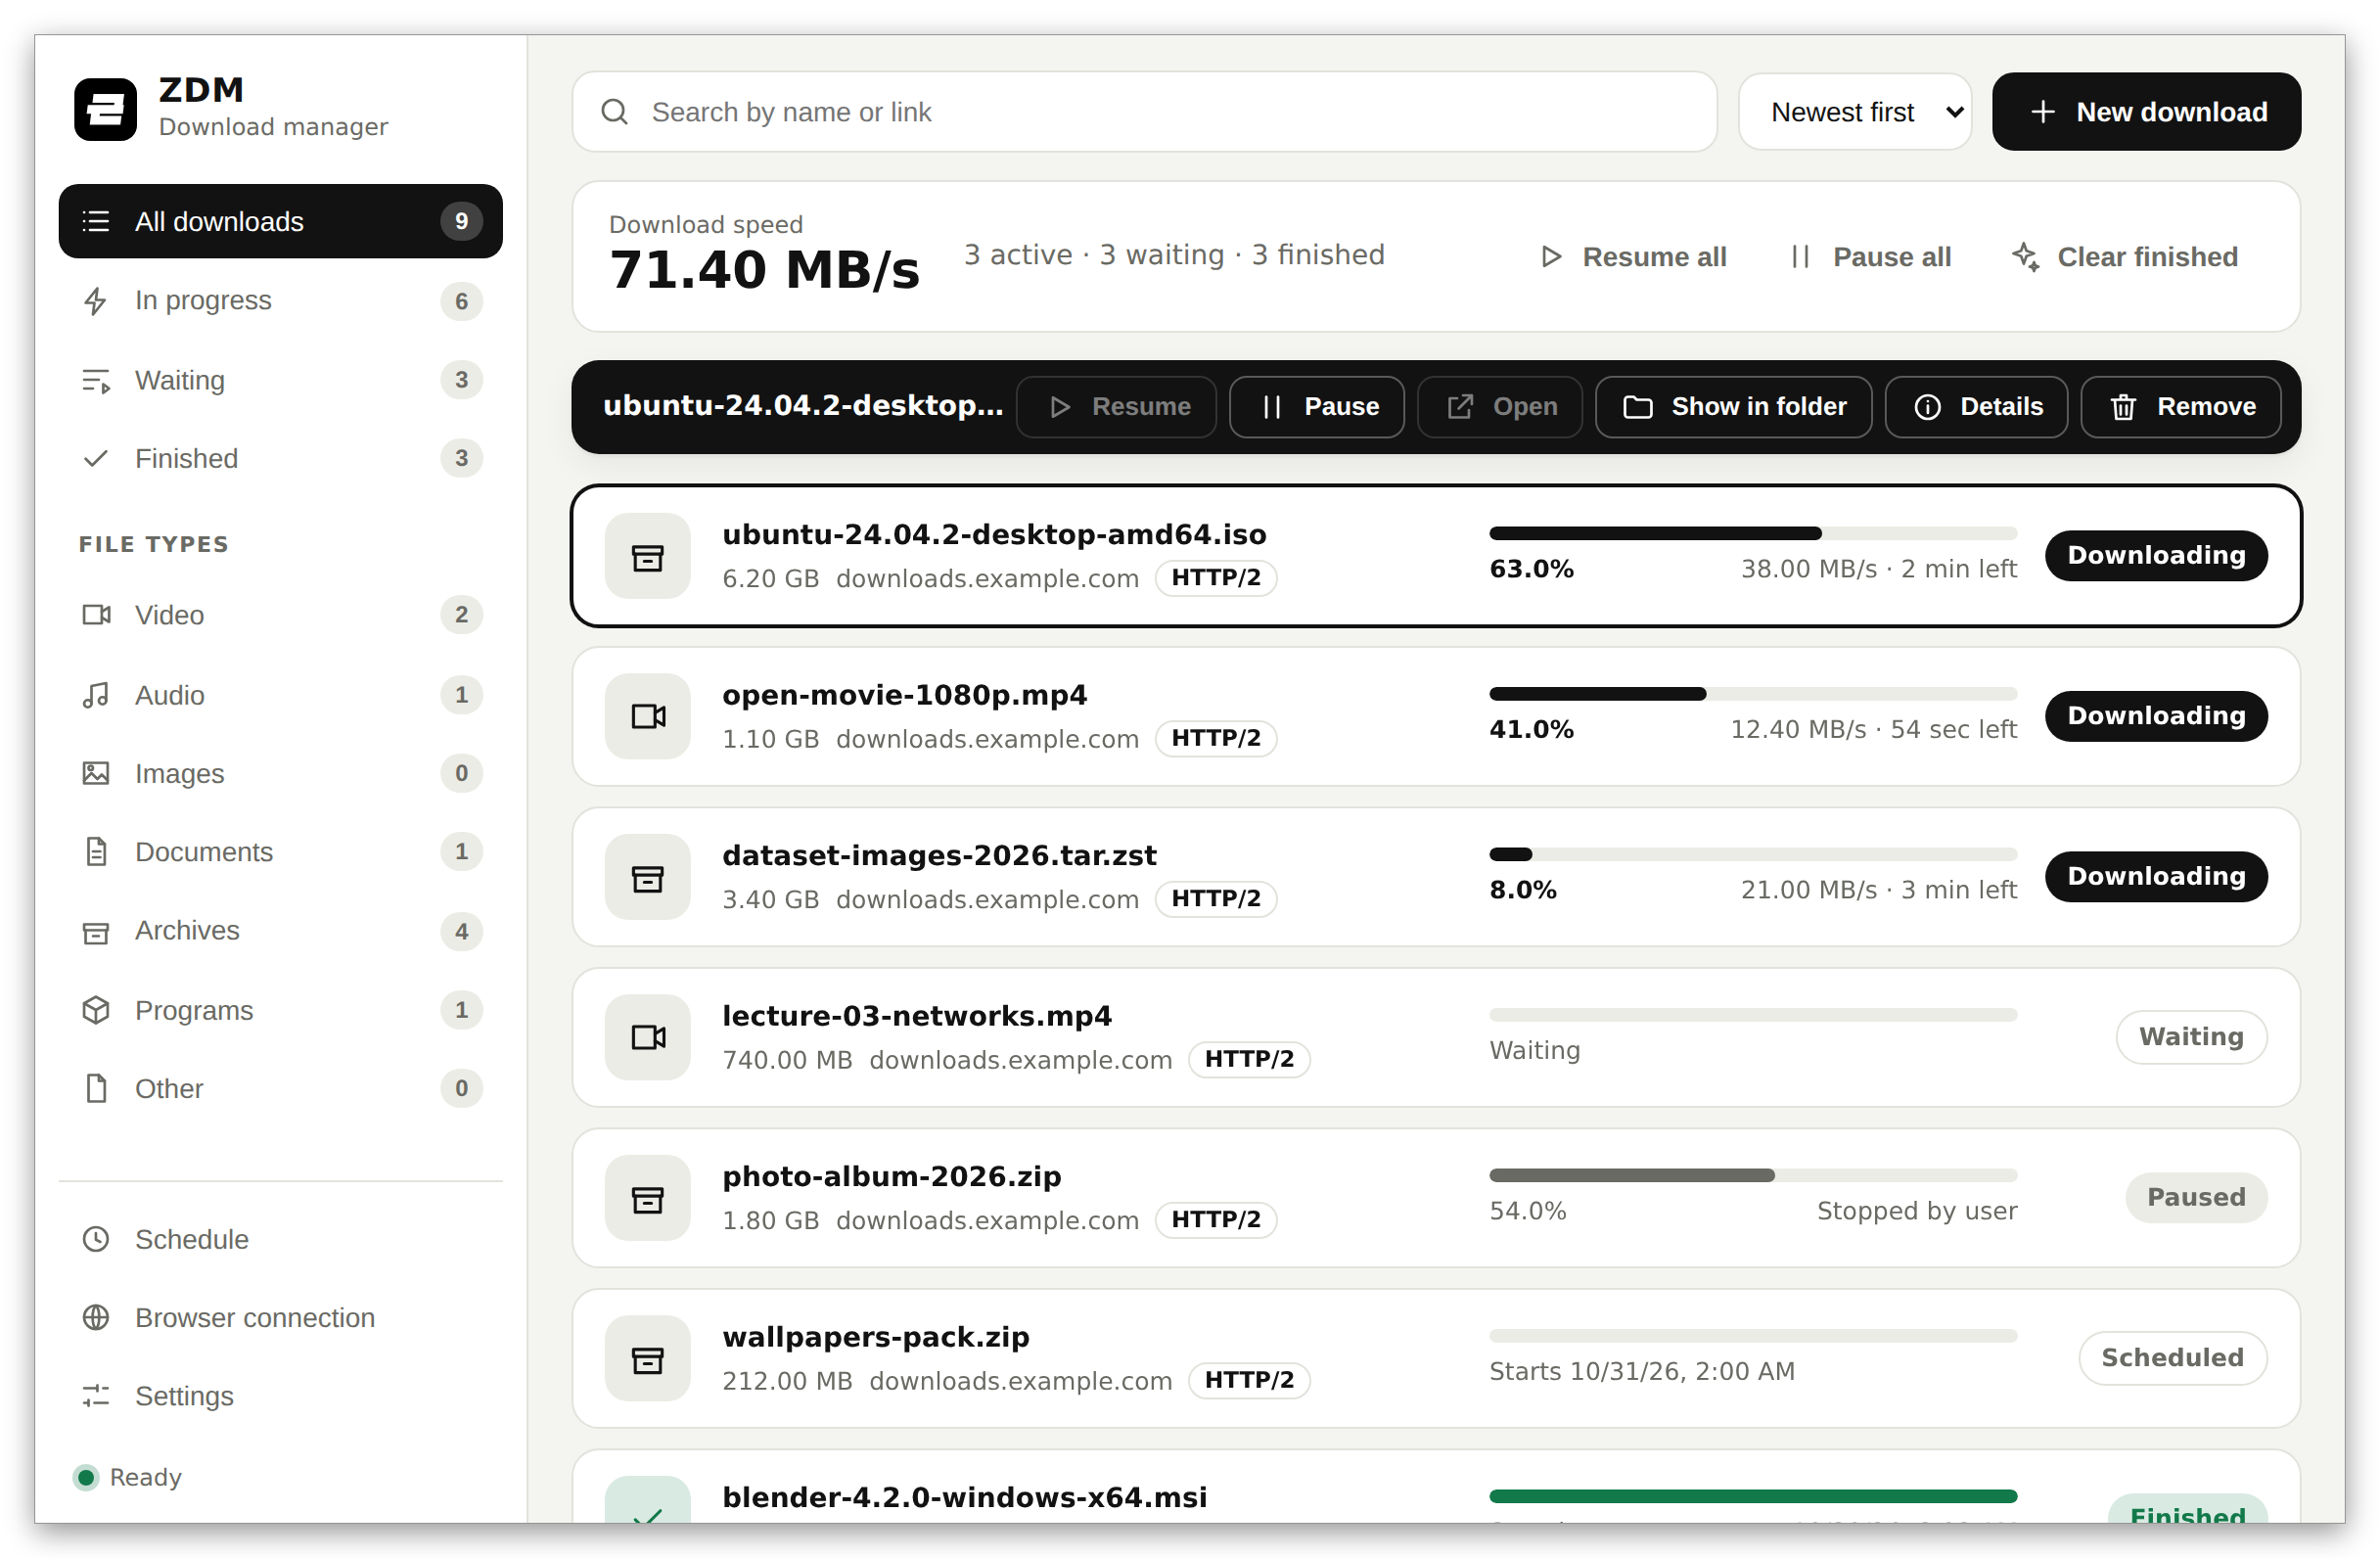 ZDM
Download manager
All downloads 9
In progress 6
Waiting 3
Finished 3
FILE TYPES
Video 2
Audio 1
Images 0
Documents 1
Archives 4
Programs 1
Other 0
Schedule
Browser connection
Settings
Ready
Search by name or link
Newest first
New download
Download speed
71.40 MB/s
3 active · 3 waiting · 3 finished
Resume all
Pause all
Clear finished
ubuntu-24.04.2-desktop…
Resume
Pause
Open
Show in folder
Details
Remove
ubuntu-24.04.2-desktop-amd64.iso
6.20 GB downloads.example.com HTTP/2
63.0% 38.00 MB/s · 2 min left
Downloading
open-movie-1080p.mp4
1.10 GB downloads.example.com HTTP/2
41.0% 12.40 MB/s · 54 sec left
Downloading
dataset-images-2026.tar.zst
3.40 GB downloads.example.com HTTP/2
8.0% 21.00 MB/s · 3 min left
Downloading
lecture-03-networks.mp4
740.00 MB downloads.example.com HTTP/2
Waiting
Waiting
photo-album-2026.zip
1.80 GB downloads.example.com HTTP/2
54.0% Stopped by user
Paused
wallpapers-pack.zip
212.00 MB downloads.example.com HTTP/2
Starts 10/31/26, 2:00 AM
Scheduled
blender-4.2.0-windows-x64.msi
Finished